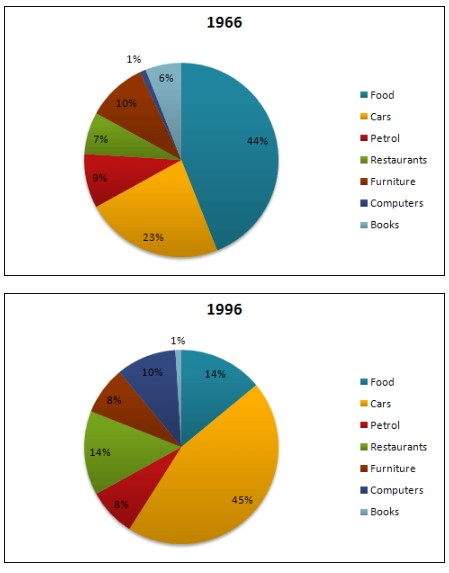 1966
1%
6%
10%
44%
7%
9%
23%
Food
Cars
Petrol
Restaurants
Furniture
Computers
Books
1996
1%
14%
10%
8%
14%
8%
45%
Food
Cars
Petrol
Restaurants
Furniture
Computers
Books